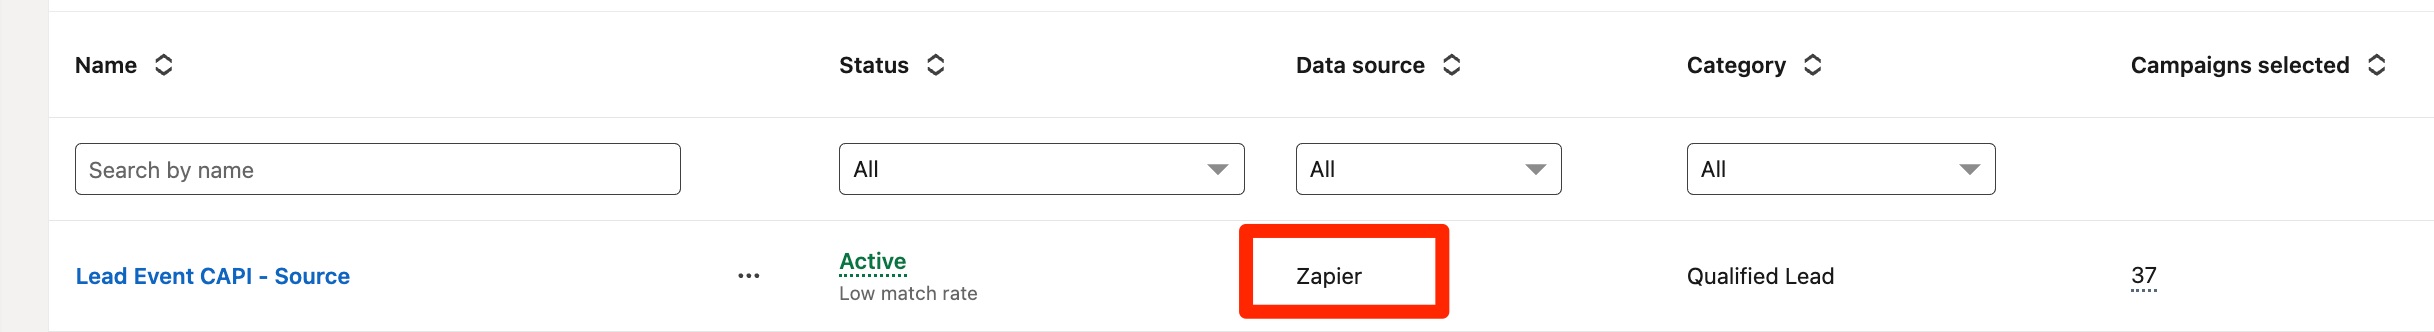 Name Status Data source Category Campaigns selected
Search by name All All All
Lead Event CAPI - Source ... Active Zapier Qualified Lead 37
Low match rate